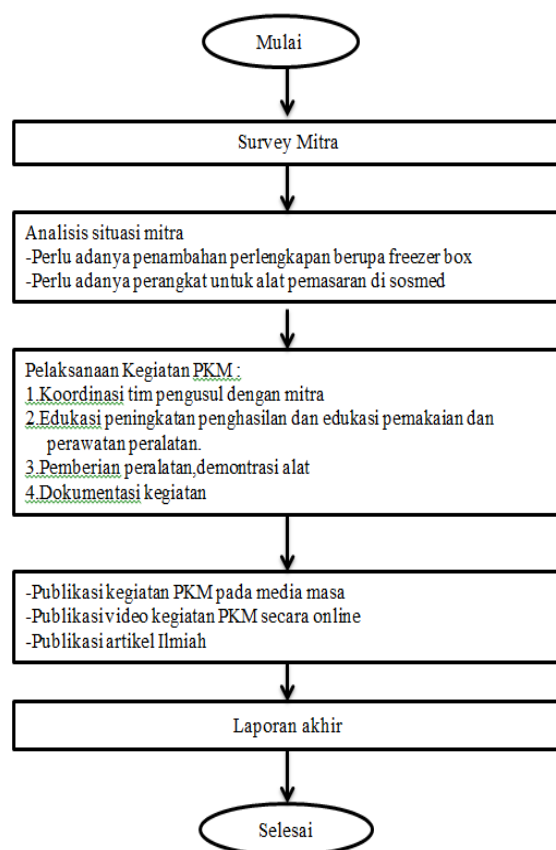 Mulai
Survey Mitra
Analisis situasi mitra
-Perlu adanya penambahan perlengkapan berupa freezer box
-Perlu adanya perangkat untuk alat pemasaran di sosmed
Pelaksanaan Kegiatan PKM :
1.Koordinasi tim pengusul dengan mitra
2.Edukasi peningkatan penghasilan dan edukasi pemakaian dan
perawatan peralatan.
3.Pemberian peralatan,demontrasi alat
4.Dokumentasi kegiatan
-Publikasi kegiatan PKM pada media masa
-Publikasi video kegiatan PKM secara online
-Publikasi artikel Ilmiah
Laporan akhir
Selesai